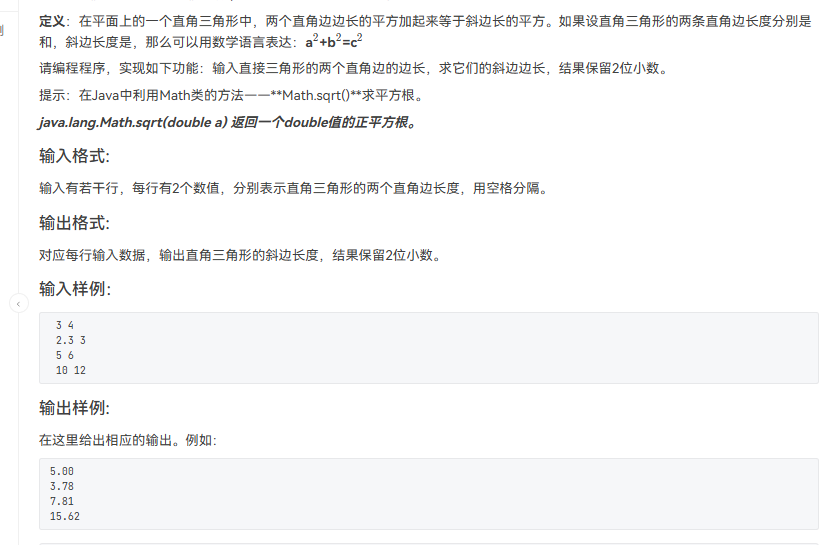 定义：在平面上的一个直角三角形中，两个直角边边长的平方加起来等于斜边长的平方。如果设直角三角形的两条直角边长度分别是
和，斜边长度是，那么可以用数学语言表达：a²+b²=c²
请编程程序，实现如下功能：输入直接三角形的两个直角边的边长，求它们的斜边边长，结果保留2位小数。
提示：在Java中利用Math类的方法——**Math.sqrt()**求平方根。
java.lang.Math.sqrt(double a) 返回一个double值的正平方根。
输入格式:
输入有若干行，每行有2个数值，分别表示直角三角形的两个直角边长度，用空格分隔。
输出格式:
对应每行输入数据，输出直角三角形的斜边长度，结果保留2位小数。
输入样例:
3 4
2.3 3
5 6
10 12
输出样例:
在这里给出相应的输出。例如：
5.00
3.78
7.81
15.62